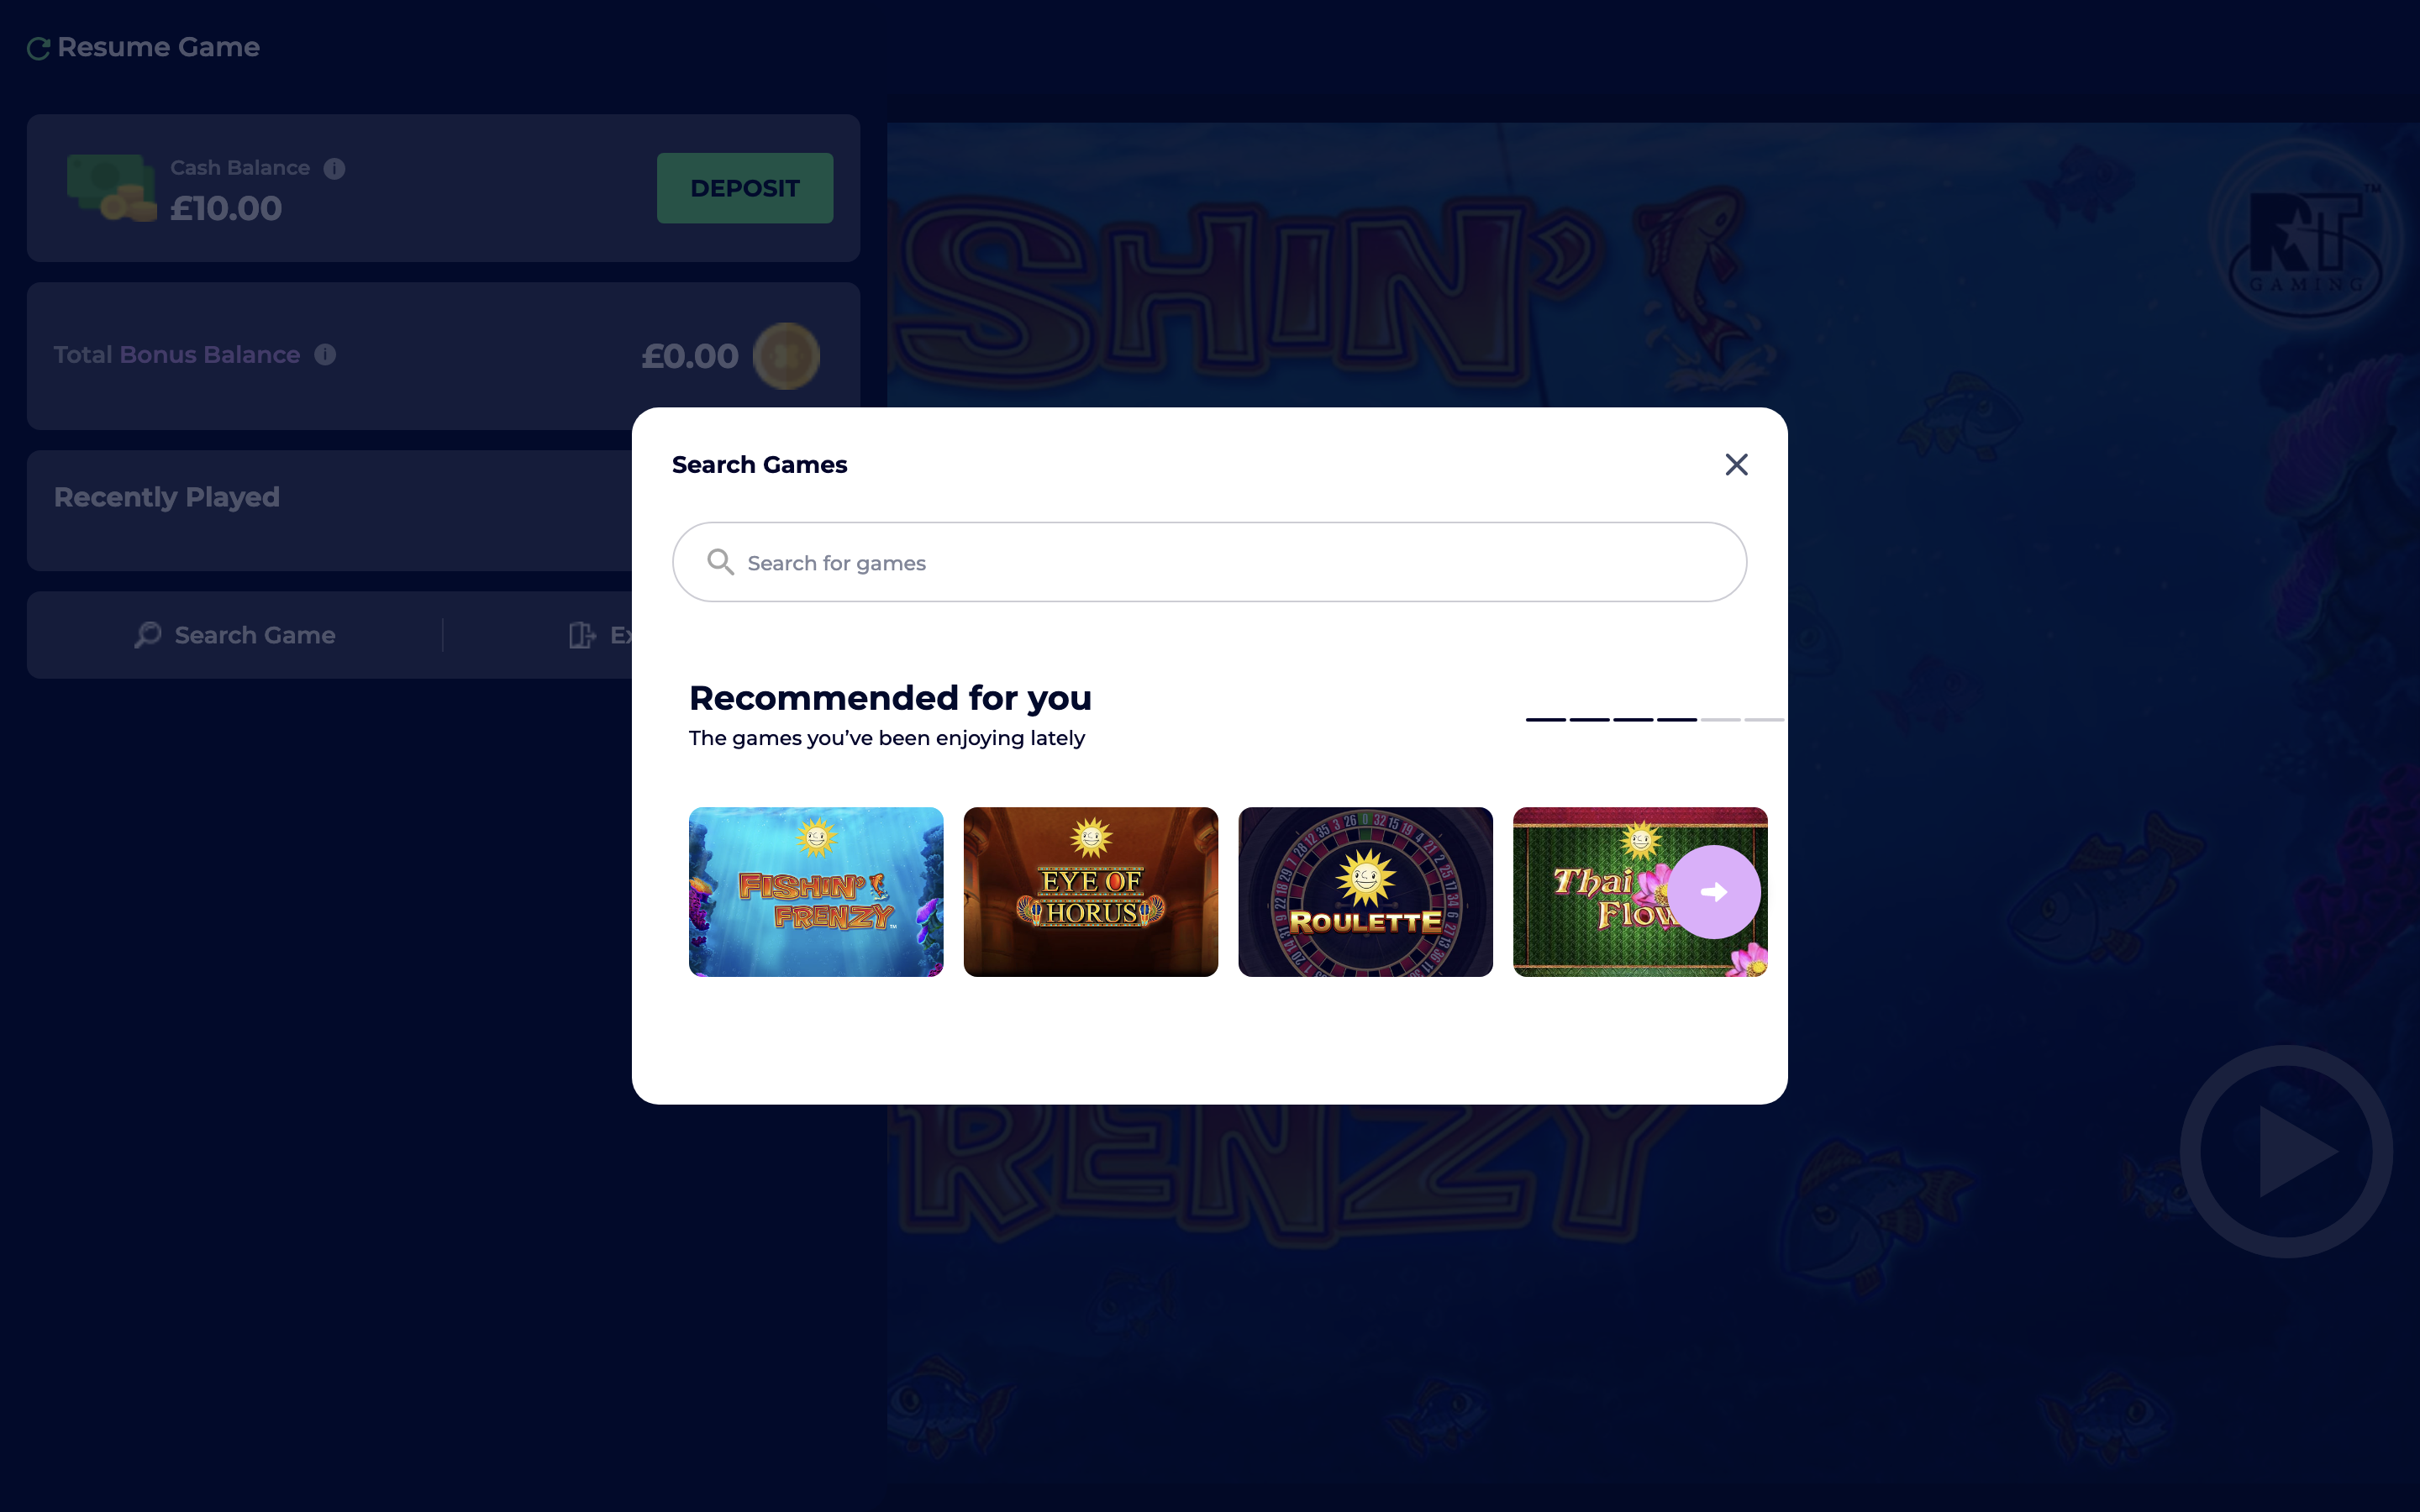 Resume Game
Cash Balance
£10.00
DEPOSIT
Total Bonus Balance
£0.00
Recently Played
Search Game
Ex
SHIN'
RT
TM
GAMING
RENZY
Search Games
Search for games
Recommended for you
The games you’ve been enjoying lately
FISHIN'
FRENZY™
EYE OF
HORUS
ROULETTE
Thai
Flow